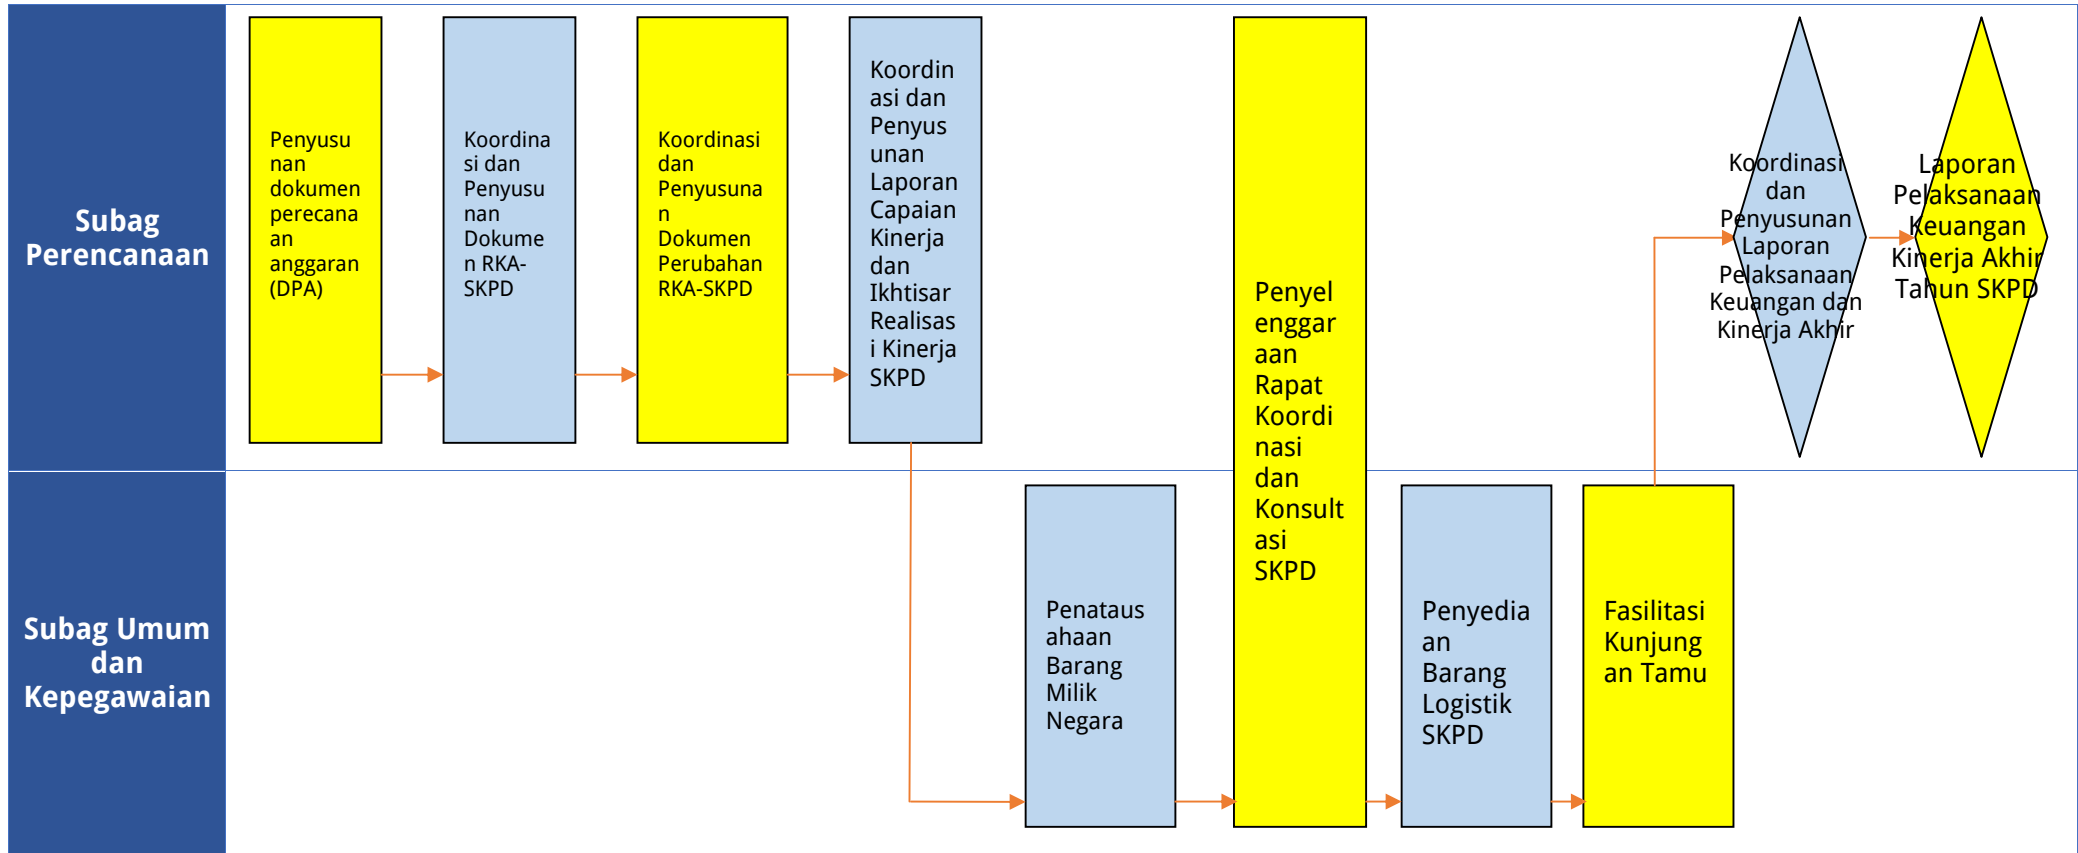 Subag
Perencanaan
Penyusu
nan
dokumen
perecana
an
anggaran
(DPA)
Koordina
si dan
Penyusu
nan
Dokume
n RKA-
SKPD
Koordinasi
dan
Penyusuna
n
Dokumen
Perubahan
RKA-SKPD
Koordin
asi dan
Penyus
unan
Laporan
Capaian
Kinerja
dan
Ikhtisar
Realisas
i Kinerja
SKPD
Penyel
enggar
aan
Rapat
Koordi
nasi
dan
Konsult
asi
SKPD
Koordinasi
dan
Penyusunan
Laporan
Pelaksanaan
Keuangan dan
Kinerja Akhir
Laporan
Pelaksanaan
Keuangan
Kinerja Akhir
Tahun SKPD
Subag Umum
dan
Kepegawaian
Penataus
ahaan
Barang
Milik
Negara
Penyedia
an
Barang
Logistik
SKPD
Fasilitasi
Kunjung
an Tamu